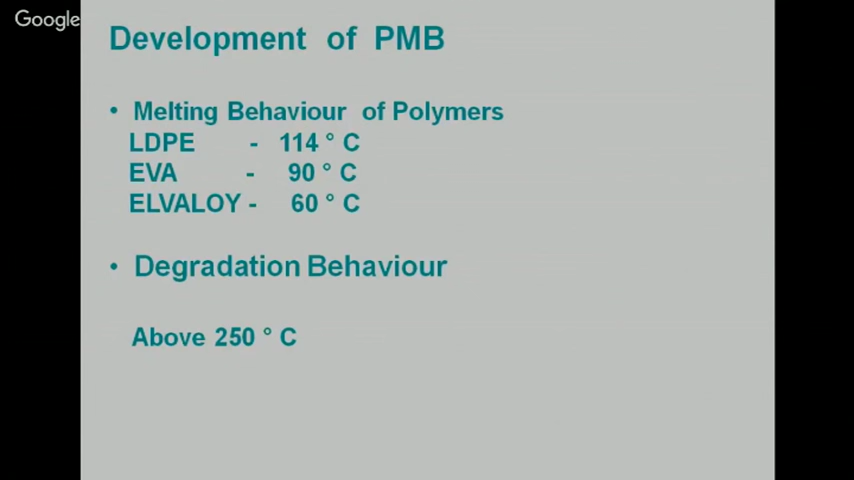 Google
Development of PMB
• Melting Behaviour of Polymers
LDPE - 114 ° C
EVA - 90 ° C
ELVALOY - 60 ° C
• Degradation Behaviour
Above 250 ° C